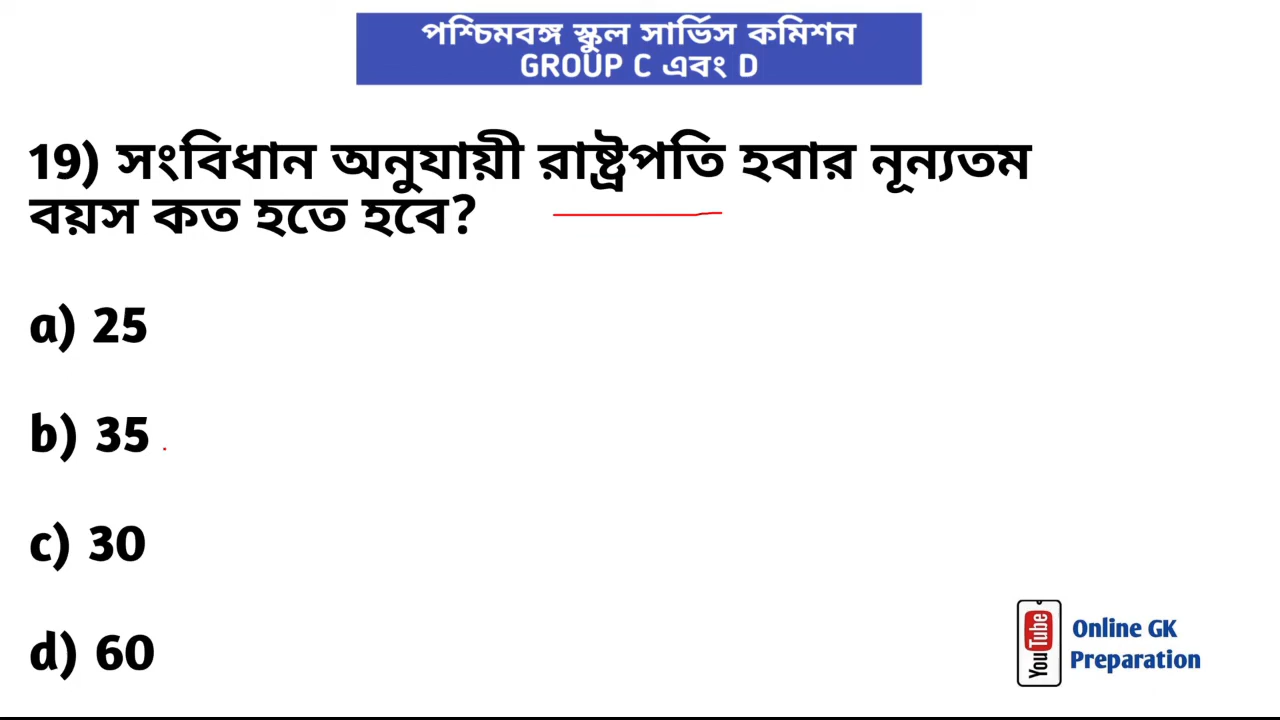 পশ্চিমবঙ্গ স্কুল সার্ভিস কমিশন
GROUP C এবং D
19) সংবিধান অনুযায়ী রাষ্ট্রপতি হবার নূন্যতম
বয়স কত হতে হবে?
a) 25
b) 35
c) 30
d) 60
YouTube
Online GK
Preparation